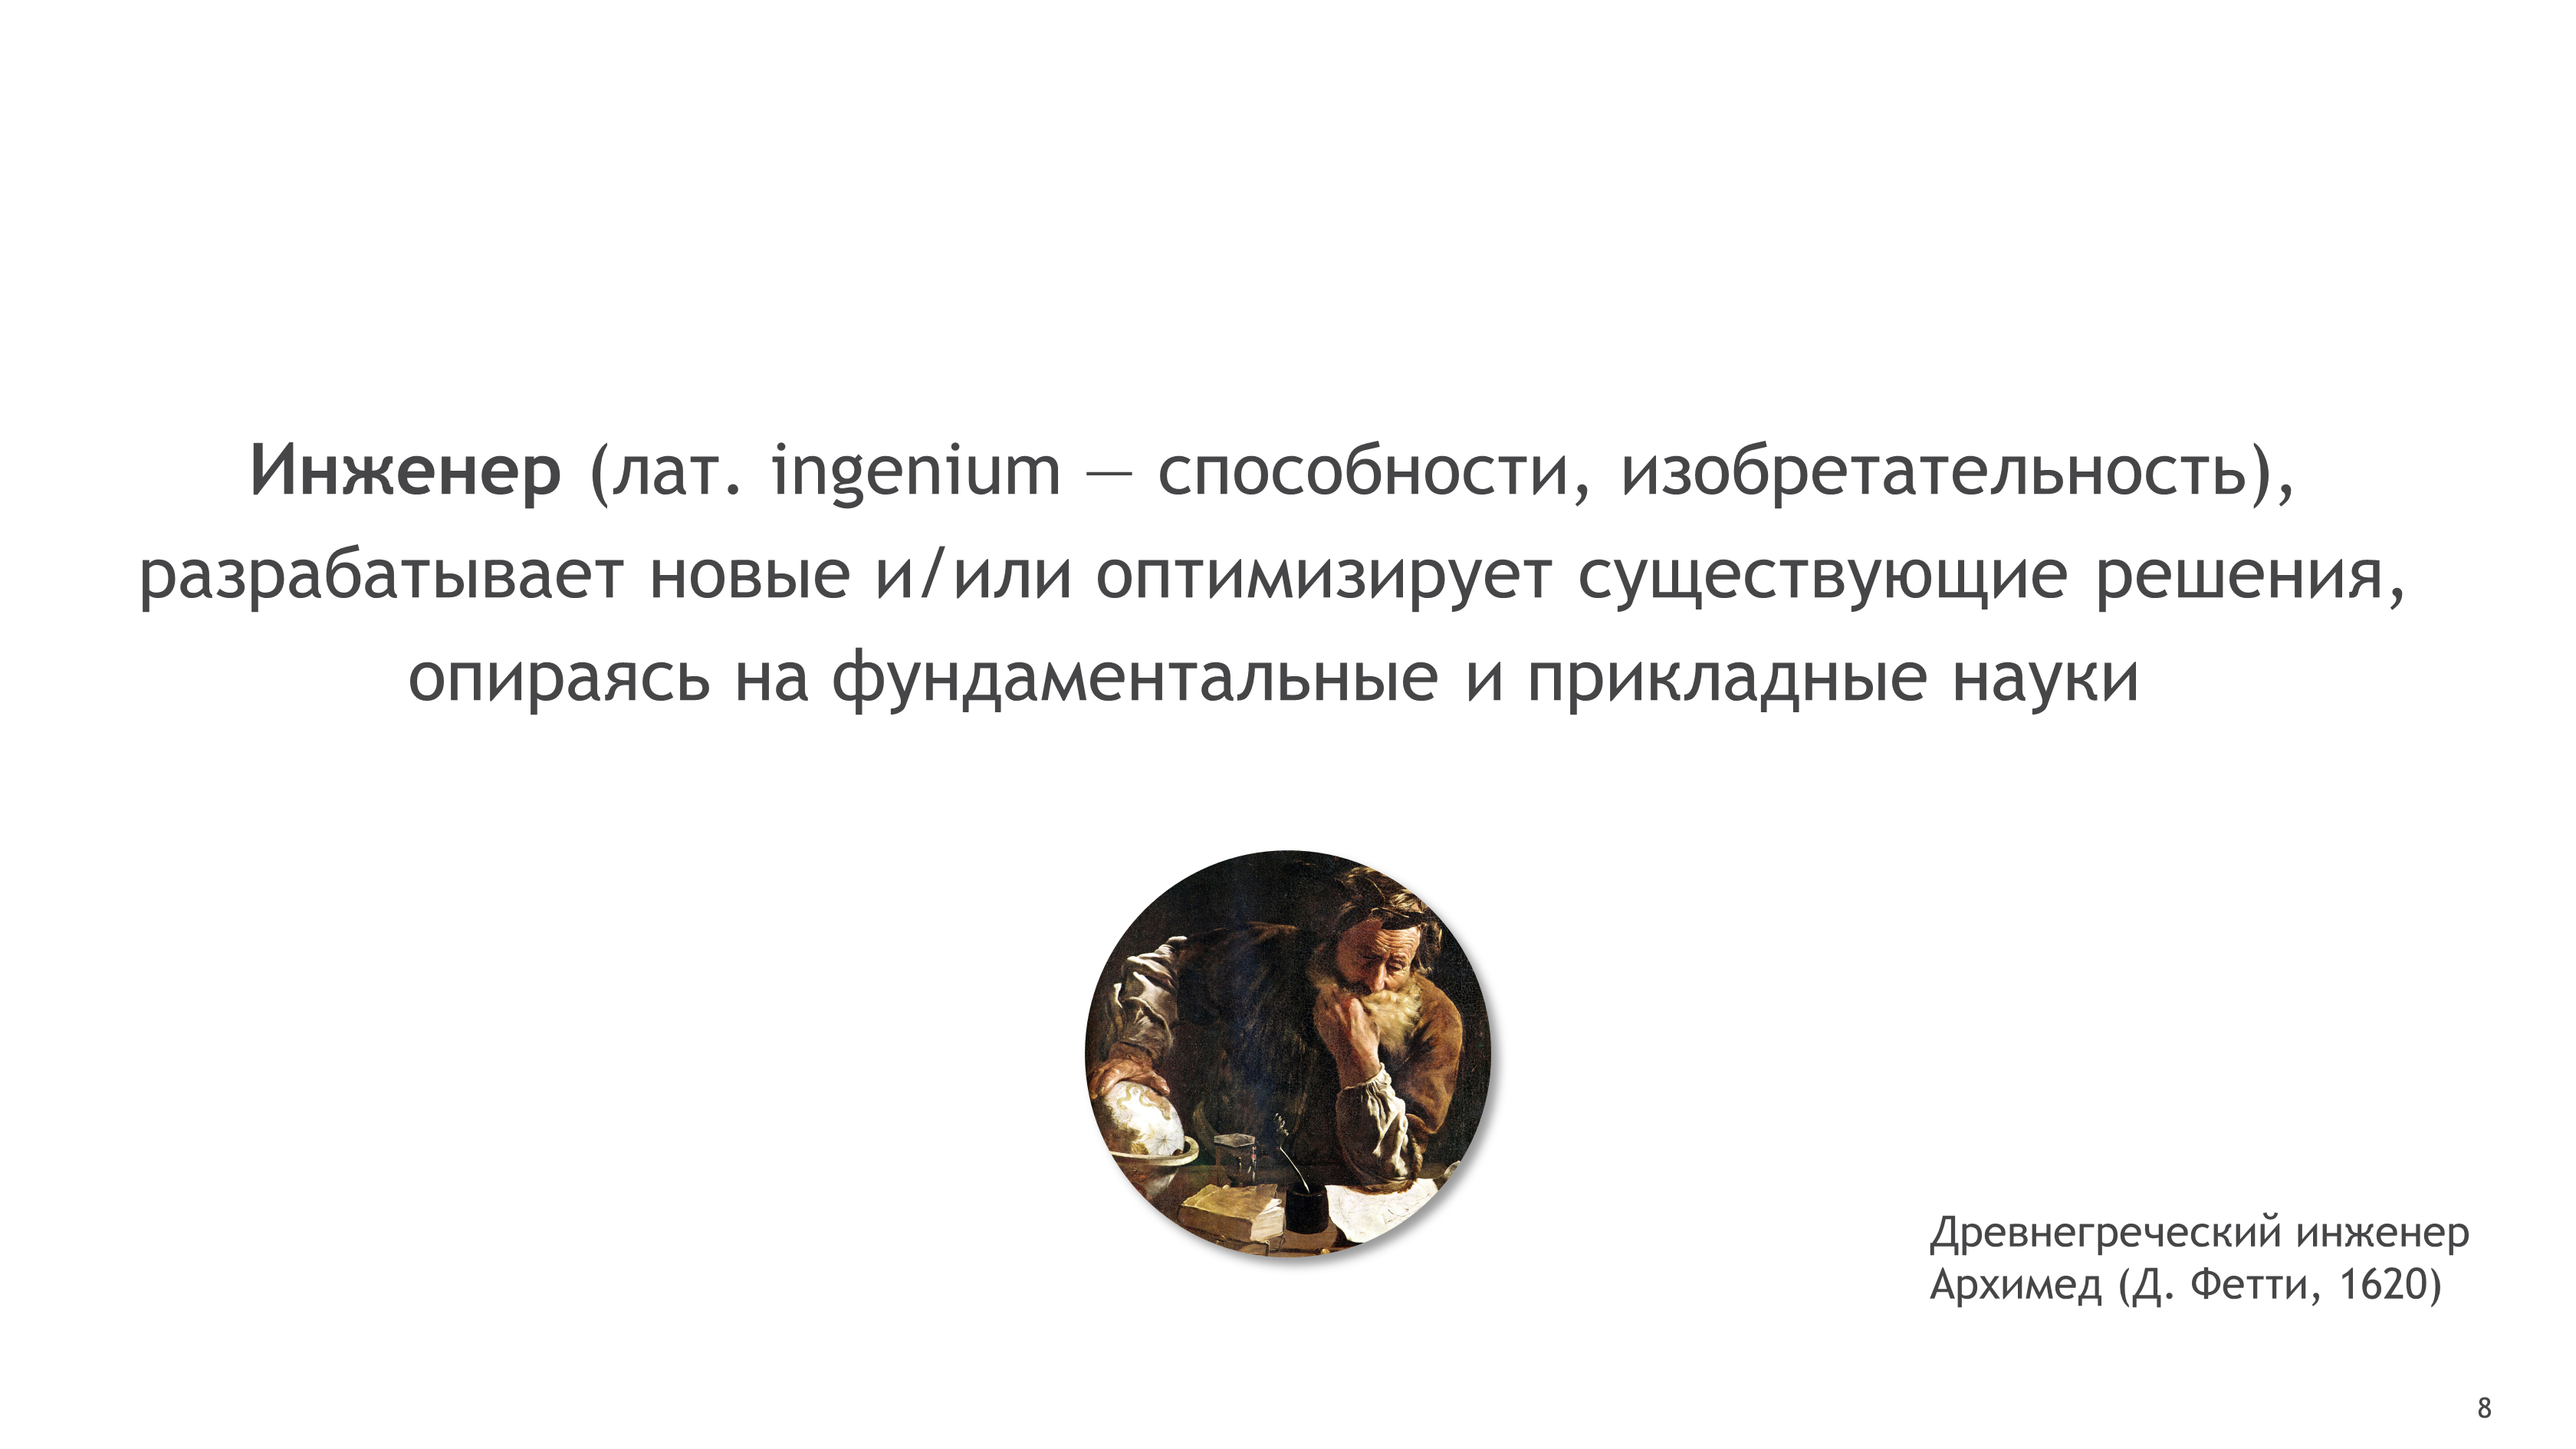 Инженер (лат. ingenium — способности, изобретательность),
разрабатывает новые и/или оптимизирует существующие решения,
опираясь на фундаментальные и прикладные науки
Древнегреческий инженер
Архимед (Д. Фетти, 1620)
8